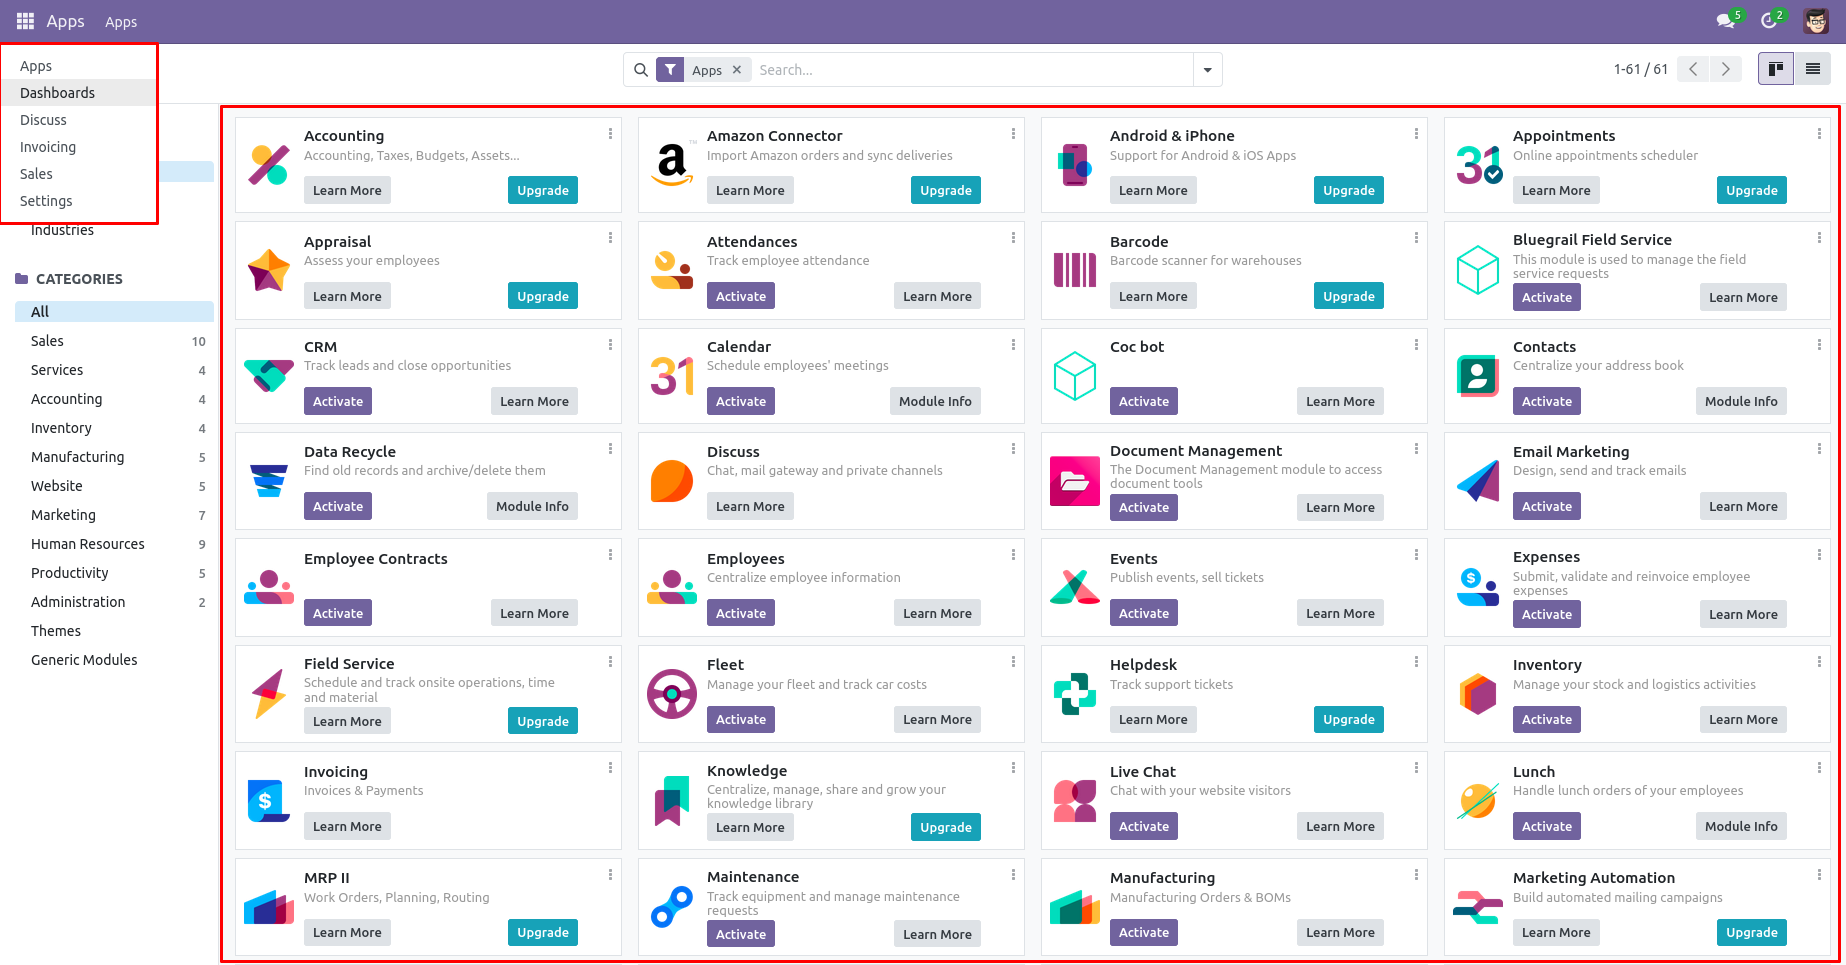 Apps
Apps
5
2
Apps
Dashboards
Discuss
Invoicing
Sales
Settings
Industries
Apps
Search...
1-61 / 61
CATEGORIES
All
Sales 10
Services 4
Accounting 4
Inventory 4
Manufacturing 5
Website 5
Marketing 7
Human Resources 9
Productivity 5
Administration 2
Themes
Generic Modules
Accounting
Accounting, Taxes, Budgets, Assets...
Learn More Upgrade
a TM
Amazon Connector
Import Amazon orders and sync deliveries
Learn More Upgrade
Android & iPhone
Support for Android & iOS Apps
Learn More Upgrade
31
Appointments
Online appointments scheduler
Learn More Upgrade
Appraisal
Assess your employees
Learn More Upgrade
Attendances
Track employee attendance
Activate Learn More
Barcode
Barcode scanner for warehouses
Learn More Upgrade
Bluegrail Field Service
This module is used to manage the field
service requests
Activate Learn More
CRM
Track leads and close opportunities
Activate Learn More
31
Calendar
Schedule employees' meetings
Activate Module Info
Coc bot
Activate Learn More
Contacts
Centralize your address book
Activate Module Info
Data Recycle
Find old records and archive/delete them
Activate Module Info
Discuss
Chat, mail gateway and private channels
Learn More
Document Management
The Document Management module to access
document tools
Activate Learn More
Email Marketing
Design, send and track emails
Activate Learn More
Employee Contracts
Activate Learn More
Employees
Centralize employee information
Activate Learn More
Events
Publish events, sell tickets
Activate Learn More
$
Expenses
Submit, validate and reinvoice employee
expenses
Activate Learn More
Field Service
Schedule and track onsite operations, time
and material
Learn More Upgrade
Fleet
Manage your fleet and track car costs
Activate Learn More
Helpdesk
Track support tickets
Learn More Upgrade
Inventory
Manage your stock and logistics activities
Activate Learn More
$
Invoicing
Invoices & Payments
Learn More
Knowledge
Centralize, manage, share and grow your
knowledge library
Learn More Upgrade
Live Chat
Chat with your website visitors
Activate Learn More
Lunch
Handle lunch orders of your employees
Activate Module Info
MRP II
Work Orders, Planning, Routing
Learn More Upgrade
Maintenance
Track equipment and manage maintenance
requests
Activate Learn More
Manufacturing
Manufacturing Orders & BOMs
Activate Learn More
Marketing Automation
Build automated mailing campaigns
Learn More Upgrade